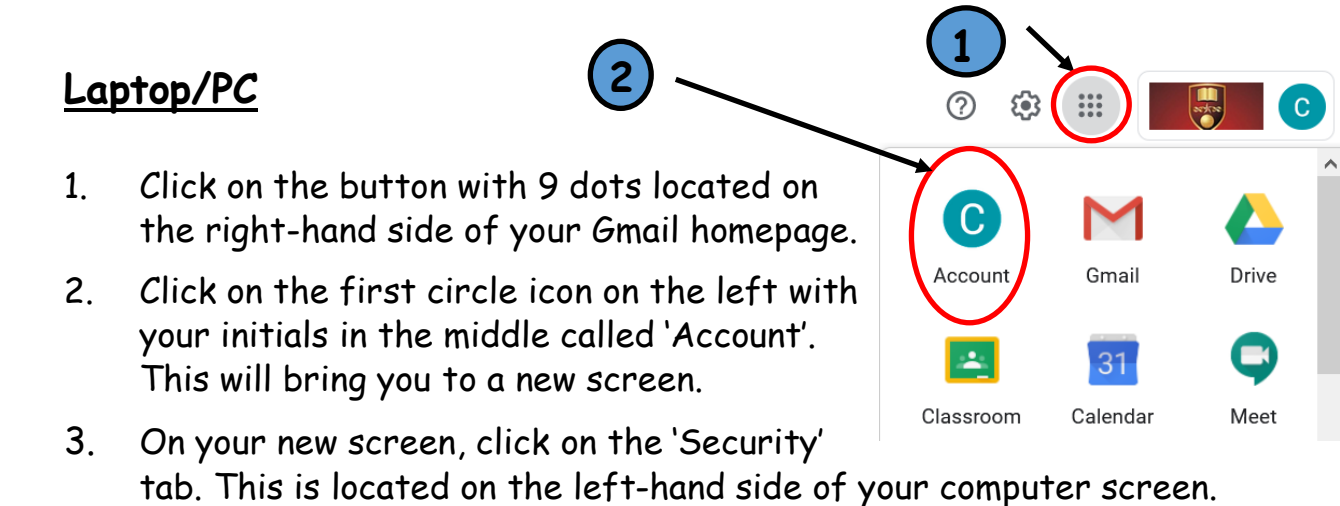 1
2
Laptop/PC
C
1. Click on the button with 9 dots located on
the right-hand side of your Gmail homepage.
2. Click on the first circle icon on the left with
your initials in the middle called ‘Account’.
This will bring you to a new screen.
3. On your new screen, click on the ‘Security’
tab. This is located on the left-hand side of your computer screen.
C
Account Gmail Drive
31
Classroom Calendar Meet